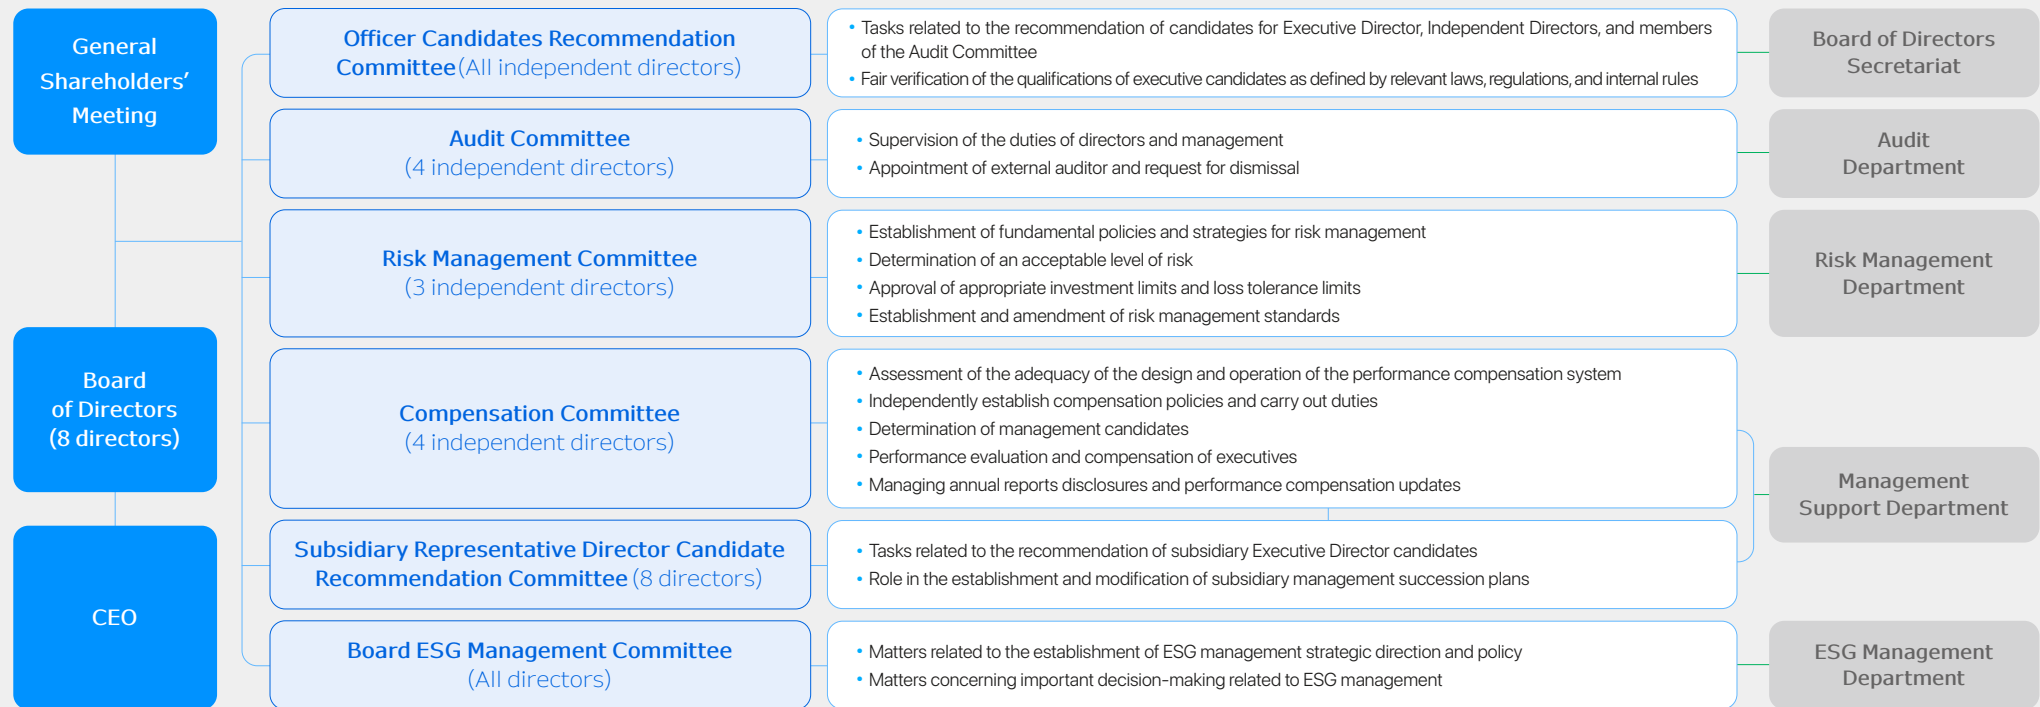 General
Shareholders'
Meeting
Board
of Directors
(8 directors)
CEO
Officer Candidates Recommendation
Committee (All independent directors)
• Tasks related to the recommendation of candidates for Executive Director, Independent Directors, and members
of the Audit Committee
• Fair verification of the qualifications of executive candidates as defined by relevant laws, regulations, and internal rules
Board of Directors
Secretariat
Audit Committee
(4 independent directors)
• Supervision of the duties of directors and management
• Appointment of external auditor and request for dismissal
Audit
Department
Risk Management Committee
(3 independent directors)
• Establishment of fundamental policies and strategies for risk management
• Determination of an acceptable level of risk
• Approval of appropriate investment limits and loss tolerance limits
• Establishment and amendment of risk management standards
Risk Management
Department
Compensation Committee
(4 independent directors)
• Assessment of the adequacy of the design and operation of the performance compensation system
• Independently establish compensation policies and carry out duties
• Determination of management candidates
• Performance evaluation and compensation of executives
• Managing annual reports disclosures and performance compensation updates
Management
Support Department
Subsidiary Representative Director Candidate
Recommendation Committee (8 directors)
• Tasks related to the recommendation of subsidiary Executive Director candidates
• Role in the establishment and modification of subsidiary management succession plans
Board ESG Management Committee
(All directors)
• Matters related to the establishment of ESG management strategic direction and policy
• Matters concerning important decision-making related to ESG management
ESG Management
Department